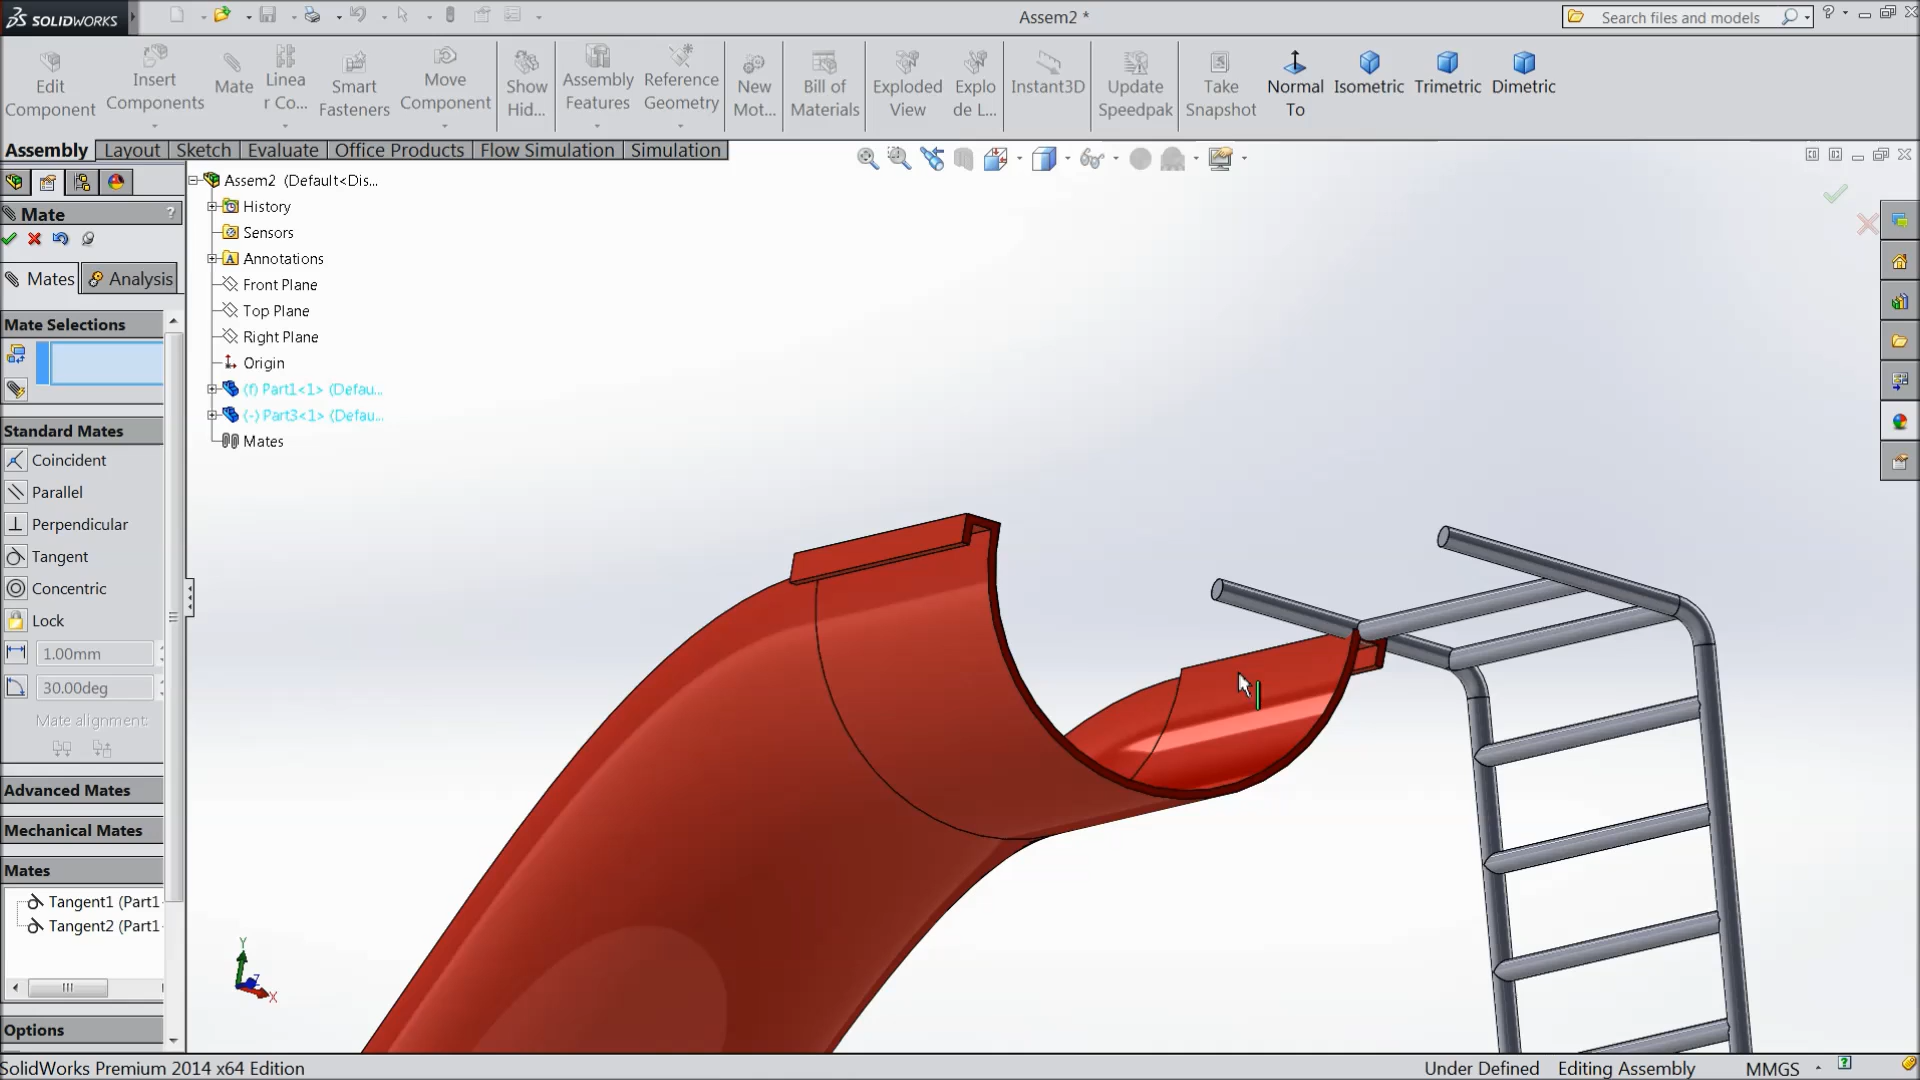 SOLIDWORKS
Assem2 *
Search files and models
Edit Component
Insert Components
Mate
Linea r Co...
Smart Fasteners
Move Component
Show Hid...
Assembly Features
Reference Geometry
New Mot...
Bill of Materials
Exploded View
Explo de L...
Instant3D
Update Speedpak
Take Snapshot
Normal To
Isometric
Trimetric
Dimetric
Assembly
Layout
Sketch
Evaluate
Office Products
Flow Simulation
Simulation
Mate
?
Mates
Analysis
Mate Selections
Standard Mates
Coincident
Parallel
Perpendicular
Tangent
Concentric
Lock
1.00mm
30.00deg
Mate alignment:
Advanced Mates
Mechanical Mates
Mates
Tangent1 (Part1
Tangent2 (Part1
Options
Assem2 (Default<Dis...
History
Sensors
Annotations
Front Plane
Top Plane
Right Plane
Origin
(f) Part1<1> (Defau...
(-) Part3<1> (Defau...
Mates
Y
Z
X
SolidWorks Premium 2014 x64 Edition
Under Defined
Editing Assembly
MMGS